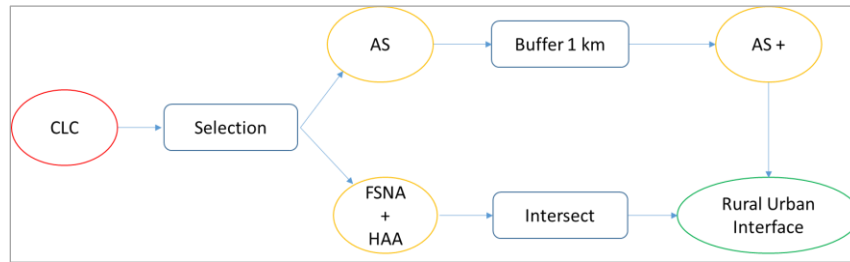 AS
Buffer 1 km
AS +
CLC
Selection
FSNA
+
HAA
Intersect
Rural Urban
Interface